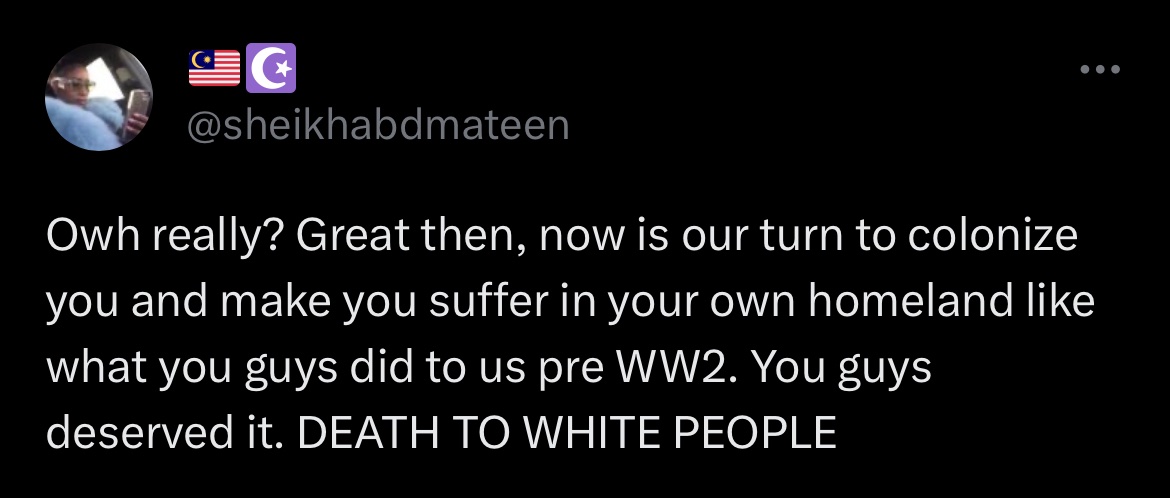 @sheikhabdmateen
Owh really? Great then, now is our turn to colonize
you and make you suffer in your own homeland like
what you guys did to us pre WW2. You guys
deserved it. DEATH TO WHITE PEOPLE